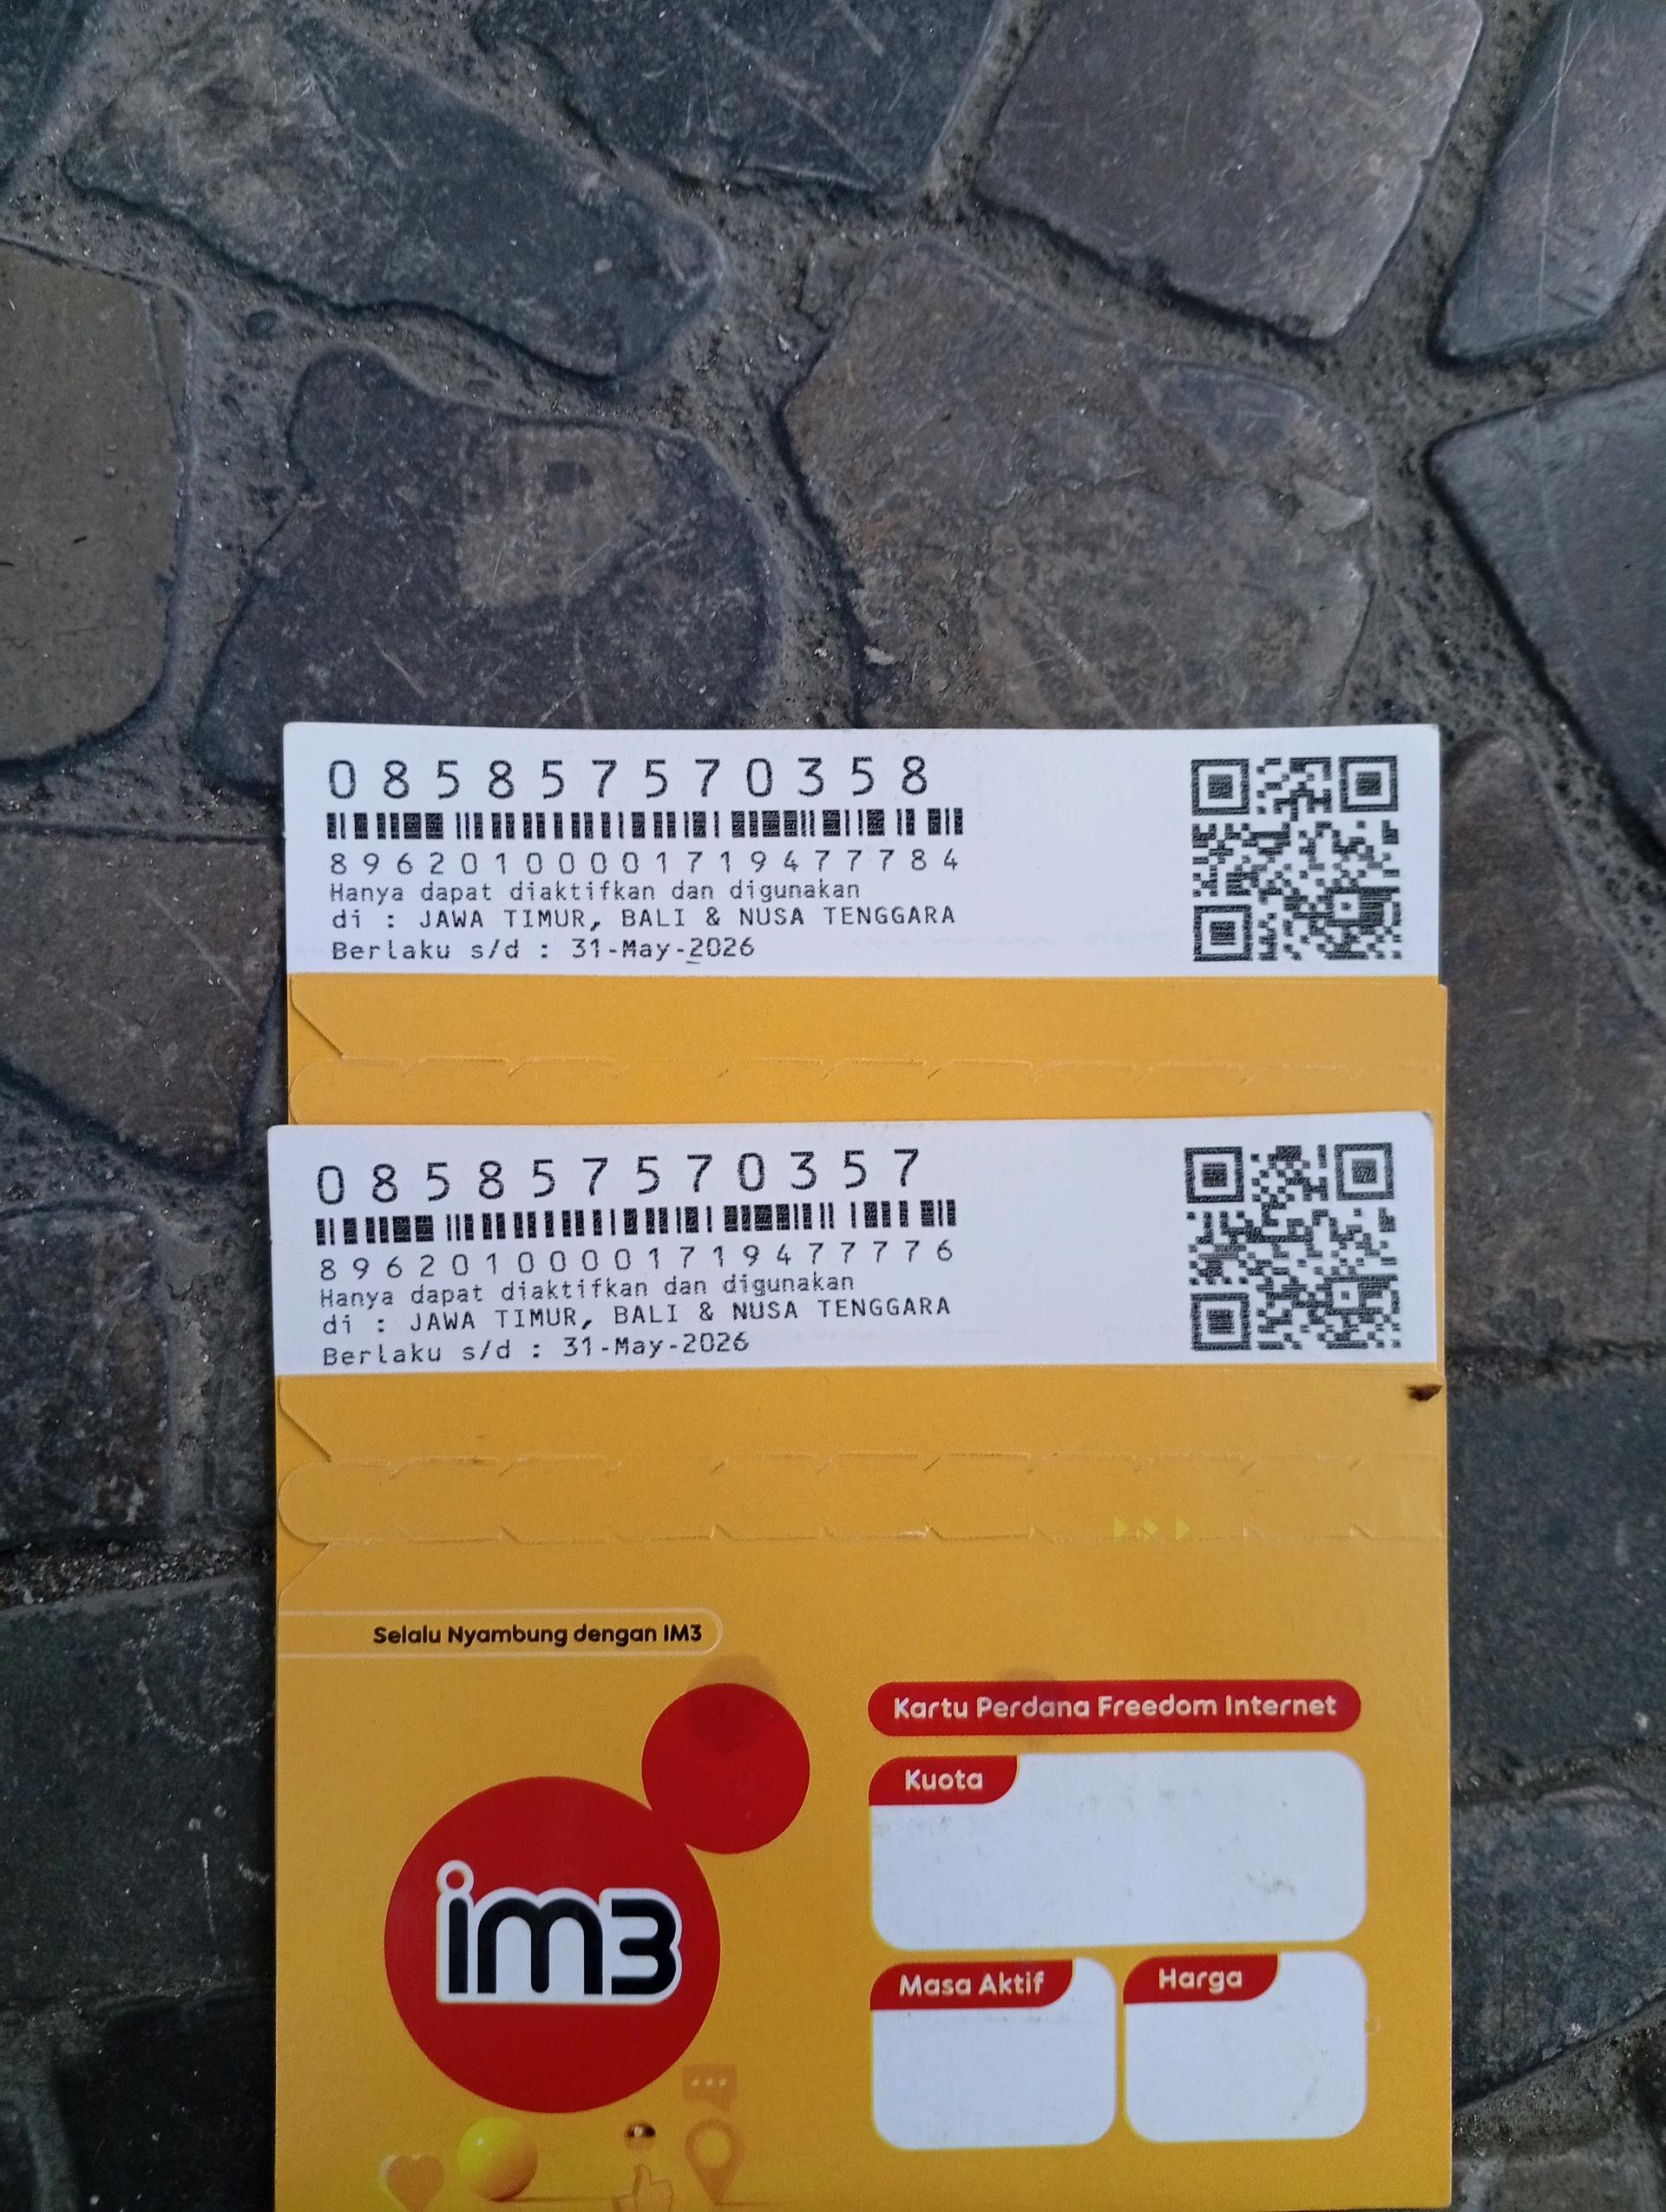 085857570358
8962010000171947784
Hanya dapat diaktifkan dan digunakan
di : JAWA TIMUR, BALI & NUSA TENGGARA
Berlaku s/d : 31-May-2026
085857570357
8962010000171947776
Hanya dapat diaktifkan dan digunakan
di : JAWA TIMUR, BALI & NUSA TENGGARA
Berlaku s/d : 31-May-2026
Selalu Nyambung dengan IM3
Kartu Perdana Freedom Internet
Kuota
im3
Masa Aktif
Harga